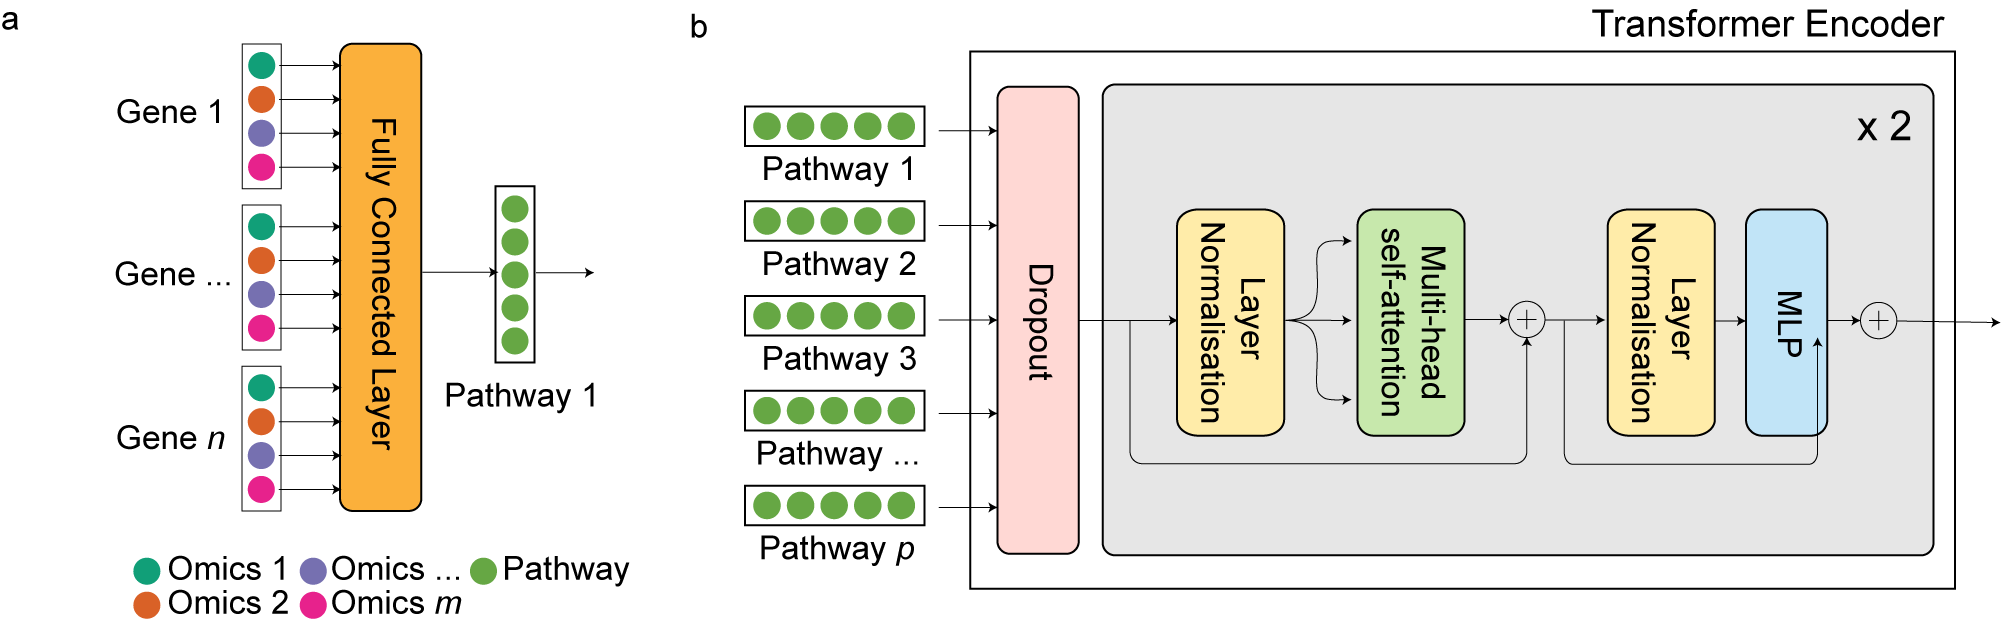 a
Gene 1
Gene ...
Gene n
Fully Connected Layer
Pathway 1
Omics 1
Omics ...
Pathway
Omics 2
Omics m
b
Transformer Encoder
Pathway 1
Pathway 2
Pathway 3
Pathway ...
Pathway p
Dropout
x 2
Layer
Normalisation
Multi-head
self-attention
+
Layer
Normalisation
MLP
+